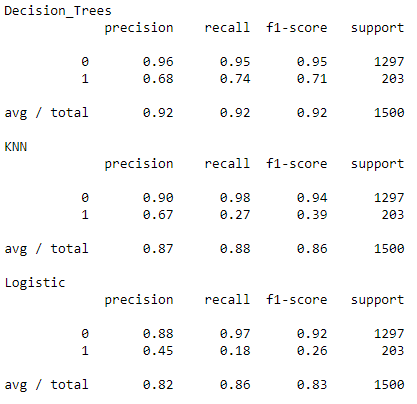 Decision_Trees
precision recall f1-score support
0 0.96 0.95 0.95 1297
1 0.68 0.74 0.71 203
avg / total 0.92 0.92 0.92 1500
KNN
precision recall f1-score support
0 0.90 0.98 0.94 1297
1 0.67 0.27 0.39 203
avg / total 0.87 0.88 0.86 1500
Logistic
precision recall f1-score support
0 0.88 0.97 0.92 1297
1 0.45 0.18 0.26 203
avg / total 0.82 0.86 0.83 1500